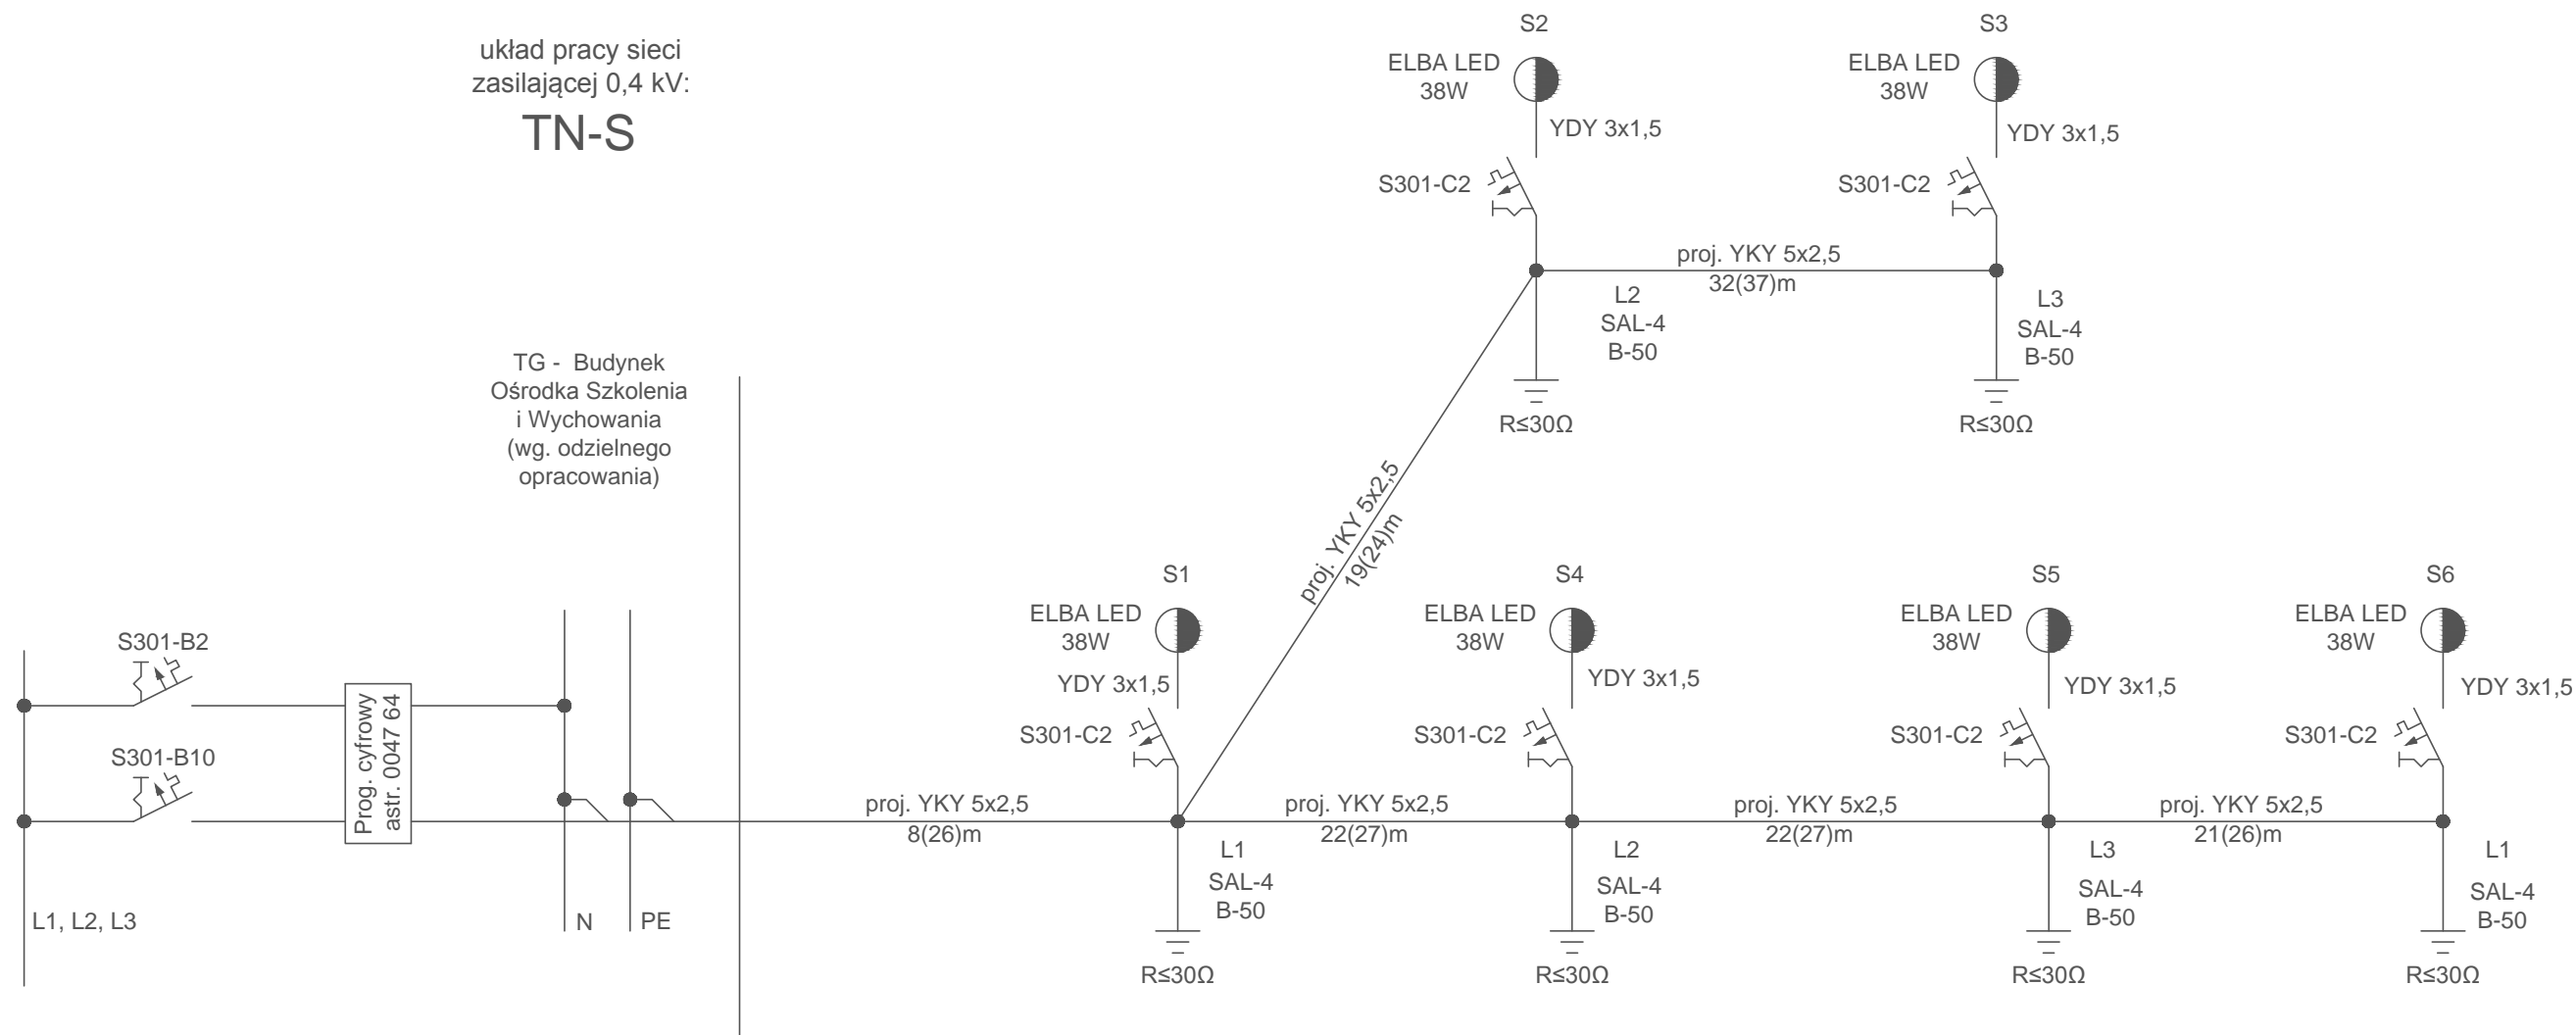 układ pracy sieci
zasilającej 0,4 kV:
TN-S
S2
ELBA LED
38W
YDY 3x1,5
S301-C2
S3
ELBA LED
38W
YDY 3x1,5
S301-C2
proj. YKY 5x2,5
32(37)m
L2
SAL-4
B-50
R≤30Ω
L3
SAL-4
B-50
R≤30Ω
TG - Budynek
Ośrodka Szkolenia
i Wychowania
(wg. odzielnego
opracowania)
proj. YKY 5x2,5
19(24)m
S1
ELBA LED
38W
YDY 3x1,5
S301-C2
S4
ELBA LED
38W
YDY 3x1,5
S301-C2
S5
ELBA LED
38W
YDY 3x1,5
S301-C2
S6
ELBA LED
38W
YDY 3x1,5
S301-C2
S301-B2
S301-B10
Prog. cyfrowy
astr. 0047 64
L1, L2, L3
N
PE
proj. YKY 5x2,5
8(26)m
proj. YKY 5x2,5
22(27)m
proj. YKY 5x2,5
22(27)m
proj. YKY 5x2,5
21(26)m
L1
SAL-4
B-50
R≤30Ω
L2
SAL-4
B-50
R≤30Ω
L3
SAL-4
B-50
R≤30Ω
L1
SAL-4
B-50
R≤30Ω